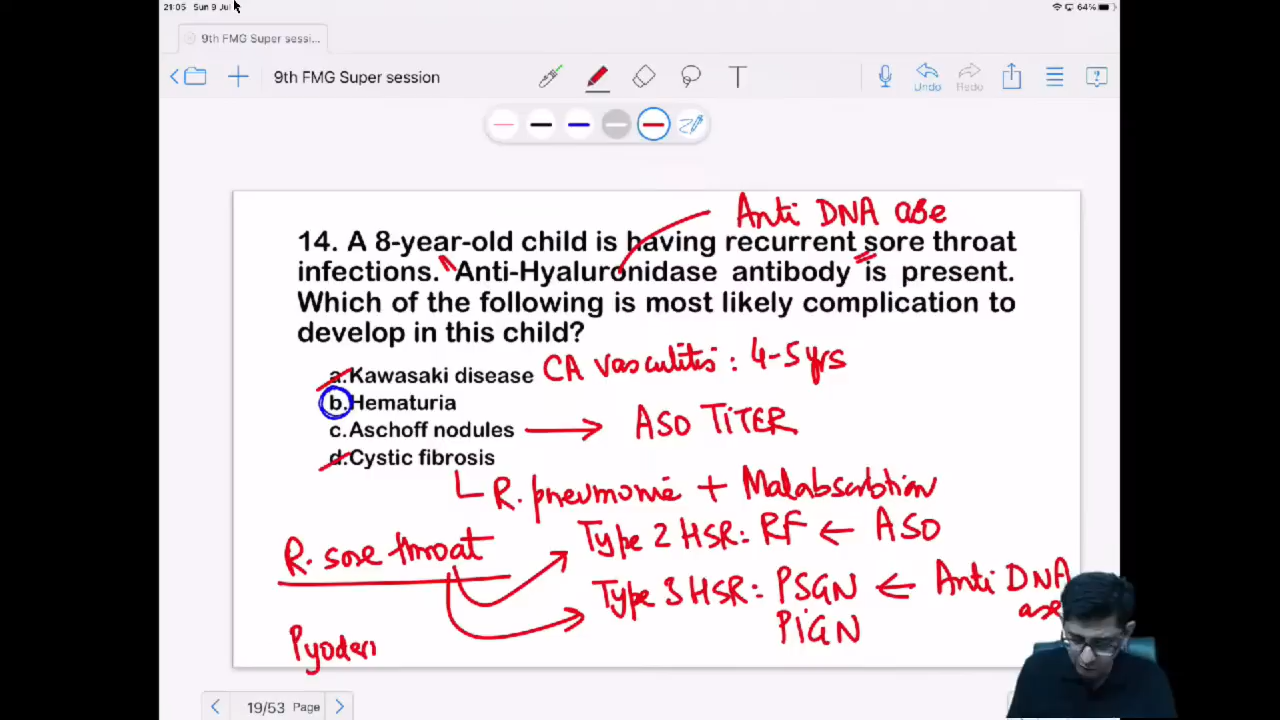 21:05 Sun 9 Jul
64%
9th FMG Super sessi...
9th FMG Super session
T
Undo
Redo
Anti DNA ase
14. A 8-year-old child is having recurrent sore throat
infections. Anti-Hyaluronidase antibody is present.
Which of the following is most likely complication to
develop in this child?
a.Kawasaki disease CA vasculitis : 4-5yrs
b.Hematuria
c.Aschoff nodules → ASO TiTER
d.Cystic fibrosis
R. pneumonia + Malabsorbtion
R. sore throat
Type 2 HSR: RF ← ASO
Type 3 HSR: PSGN ← Anti DNA
ase
PiGN
Pyoderi
19/53 Page